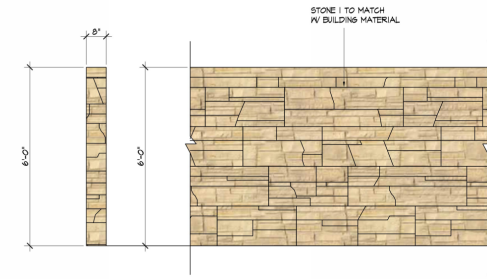 STONE 1 TO MATCH
W/ BUILDING MATERIAL
8"
6'-0"
6'-0"